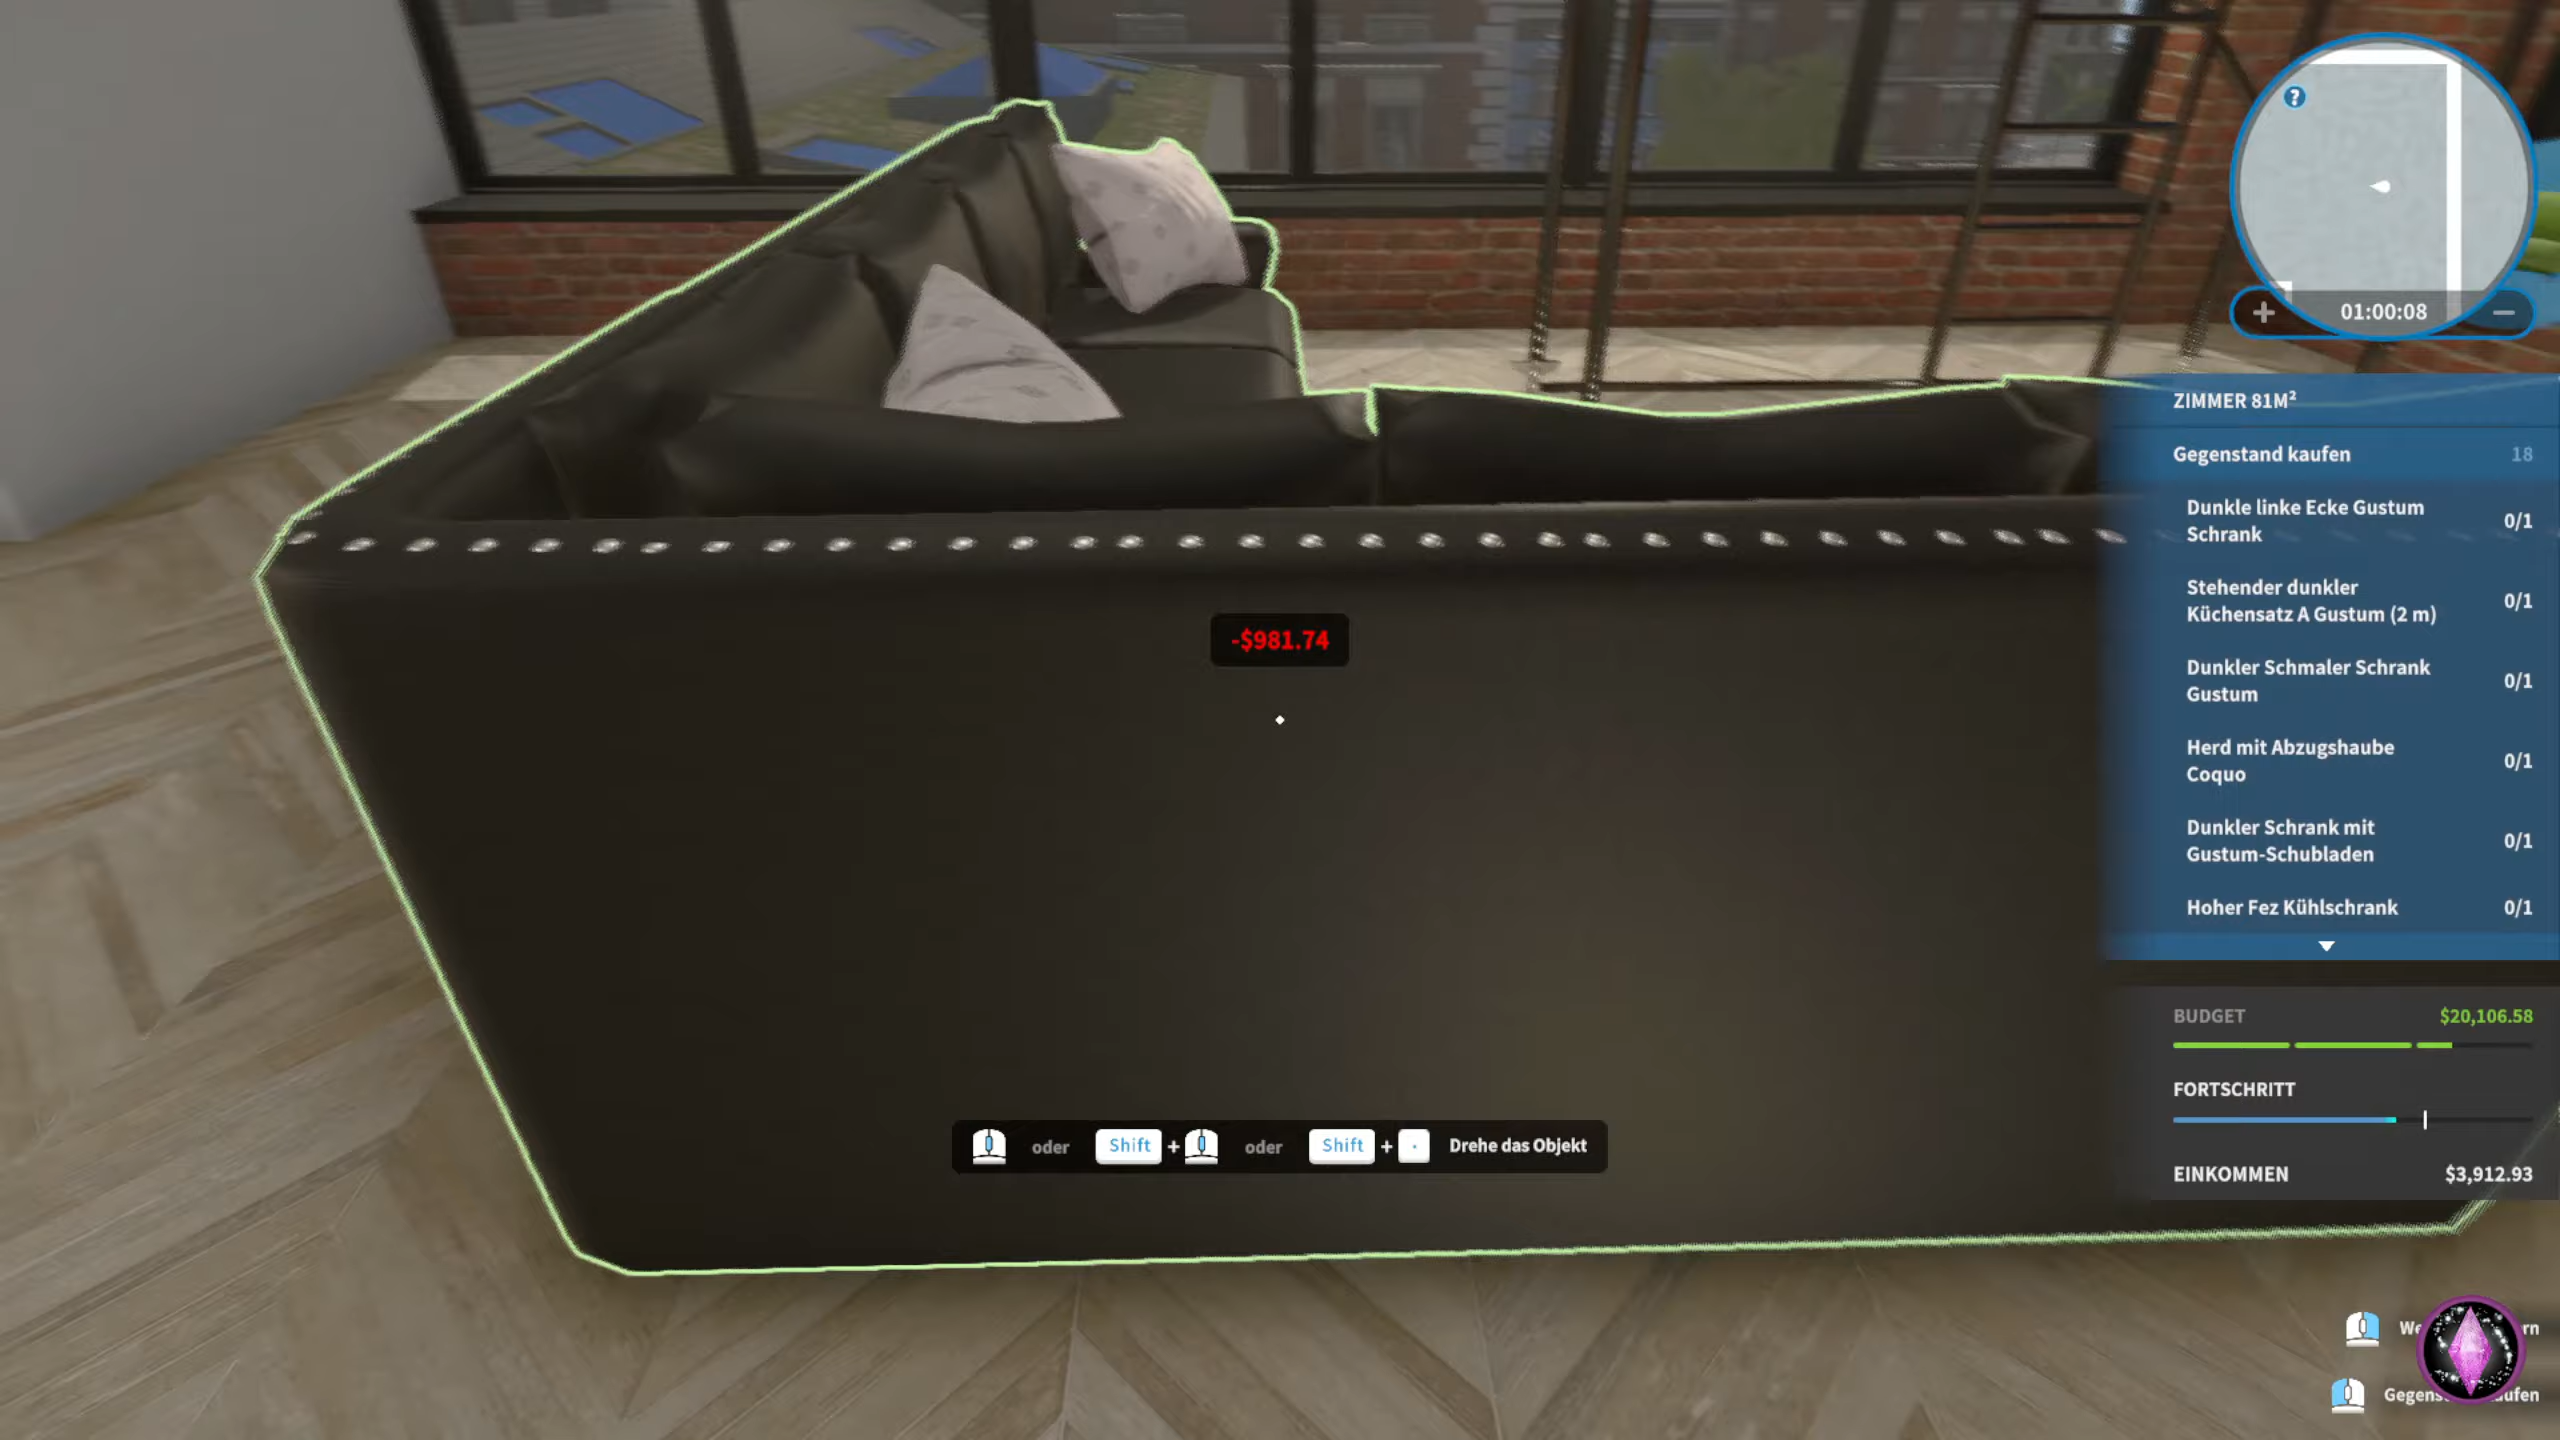 ?
01:00:08
ZIMMER 81M²
Gegenstand kaufen 18
Dunkle linke Ecke Gustum
Schrank 0/1
Stehender dunkler
Küchensatz A Gustum (2 m) 0/1
Dunkler Schmaler Schrank
Gustum 0/1
Herd mit Abzugshaube
Coquo 0/1
Dunkler Schrank mit
Gustum-Schubladen 0/1
Hoher Fez Kühlschrank 0/1
-$981.74
BUDGET $20,106.58
FORTSCHRITT
EINKOMMEN $3,912.93
oder Shift + oder Shift + . Drehe das Objekt